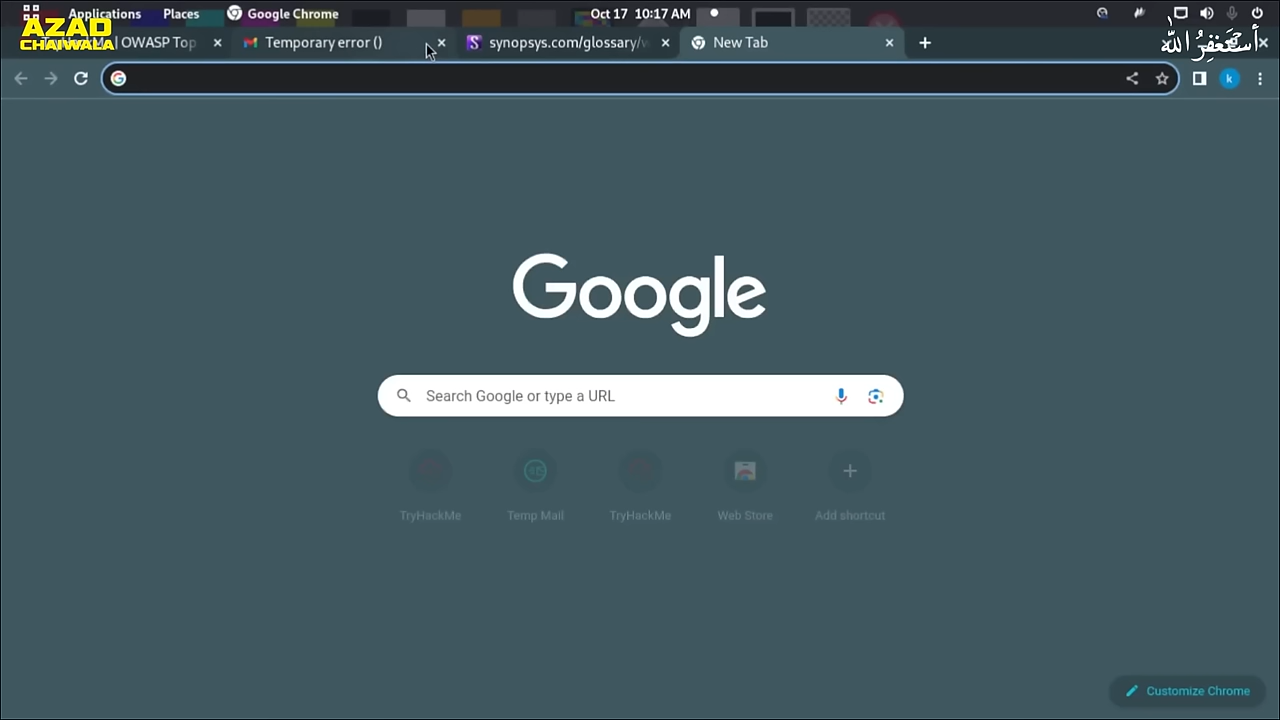 Applications Places Google Chrome Oct 17 10:17 AM
AZAD
CHAIWALA
أستغفر الله
OWASP Top
Temporary error ()
synopsys.com/glossary/w
New Tab
Google
Search Google or type a URL
TryHackMe Temp Mail TryHackMe Web Store Add shortcut
Customize Chrome